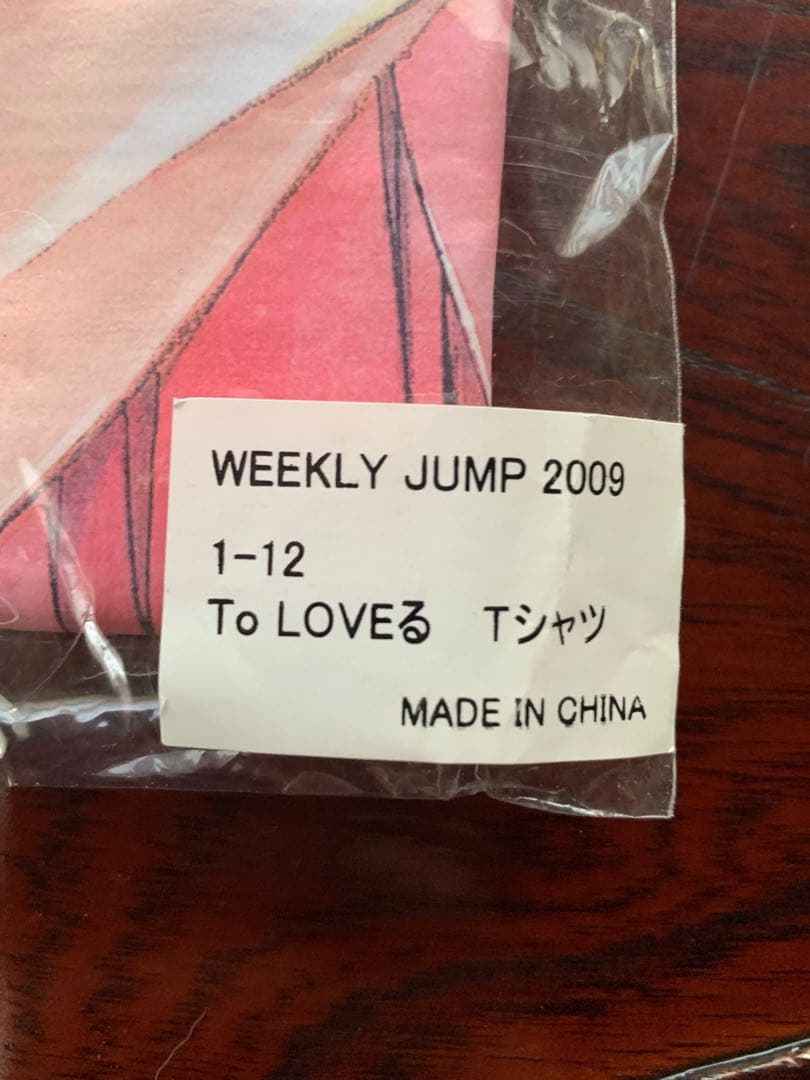 WEEKLY JUMP 2009
1-12
To LOVEる Tシャツ
MADE IN CHINA